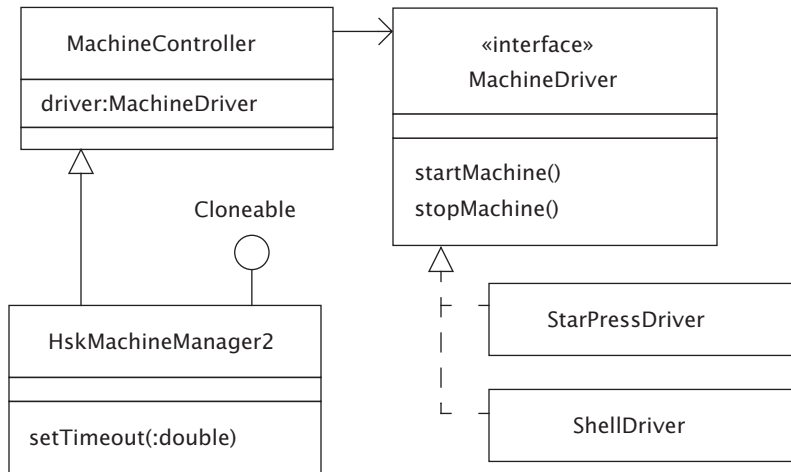 MachineController
driver:MachineDriver
«interface»
MachineDriver
startMachine()
stopMachine()
Cloneable
HskMachineManager2
setTimeout(:double)
StarPressDriver
ShellDriver